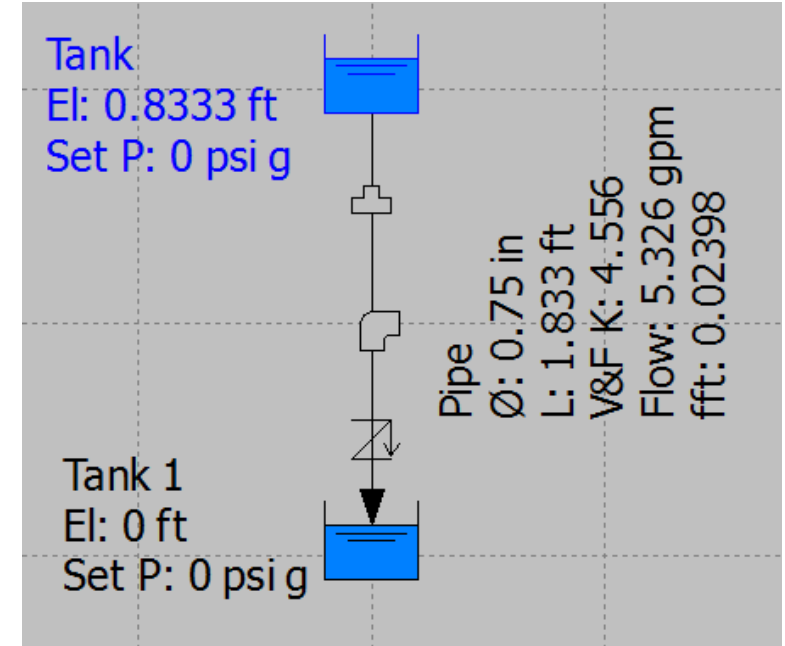 Tank
El: 0.8333 ft
Set P: 0 psi g
Pipe
Ø: 0.75 in
L: 1.833 ft
V&F K: 4.556
Flow: 5.326 gpm
fft: 0.02398
Tank 1
El: 0 ft
Set P: 0 psi g